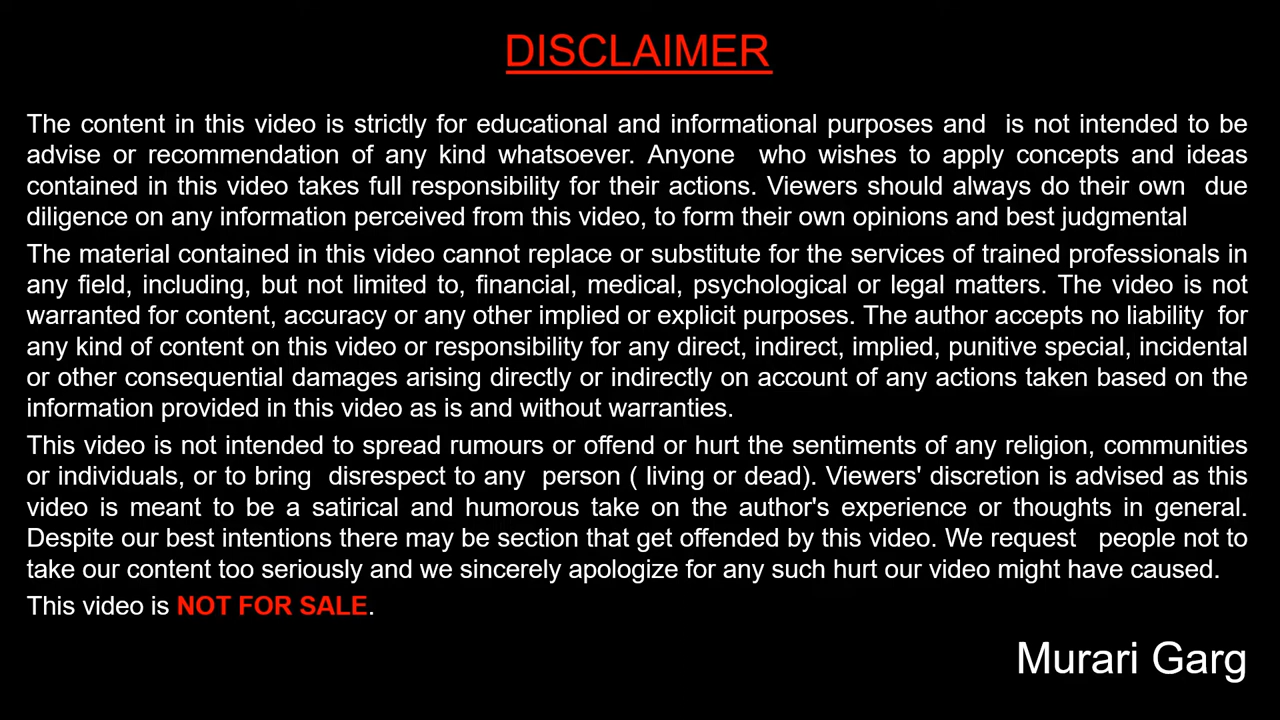 DISCLAIMER
The content in this video is strictly for educational and informational purposes and is not intended to be
advise or recommendation of any kind whatsoever. Anyone who wishes to apply concepts and ideas
contained in this video takes full responsibility for their actions. Viewers should always do their own due
diligence on any information perceived from this video, to form their own opinions and best judgmental
The material contained in this video cannot replace or substitute for the services of trained professionals in
any field, including, but not limited to, financial, medical, psychological or legal matters. The video is not
warranted for content, accuracy or any other implied or explicit purposes. The author accepts no liability for
any kind of content on this video or responsibility for any direct, indirect, implied, punitive special, incidental
or other consequential damages arising directly or indirectly on account of any actions taken based on the
information provided in this video as is and without warranties.
This video is not intended to spread rumours or offend or hurt the sentiments of any religion, communities
or individuals, or to bring disrespect to any person ( living or dead). Viewers' discretion is advised as this
video is meant to be a satirical and humorous take on the author's experience or thoughts in general.
Despite our best intentions there may be section that get offended by this video. We request people not to
take our content too seriously and we sincerely apologize for any such hurt our video might have caused.
This video is NOT FOR SALE.
Murari Garg